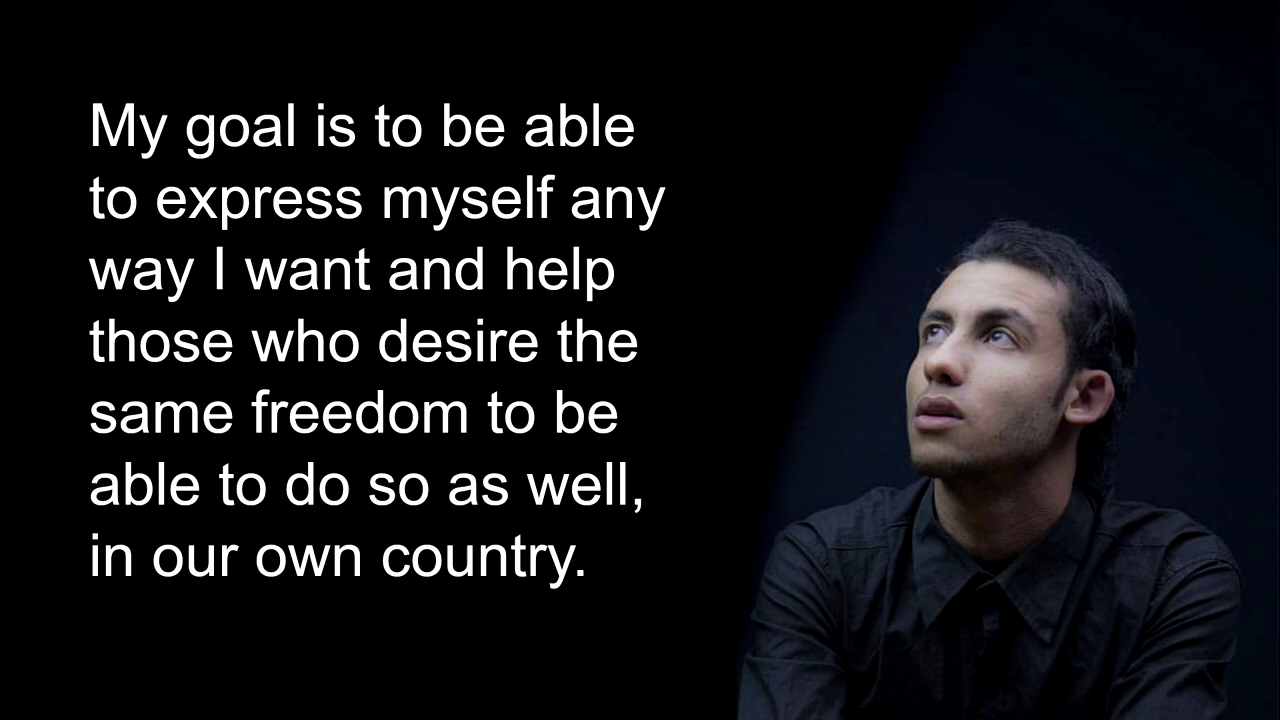 My goal is to be able
to express myself any
way I want and help
those who desire the
same freedom to be
able to do so as well,
in our own country.